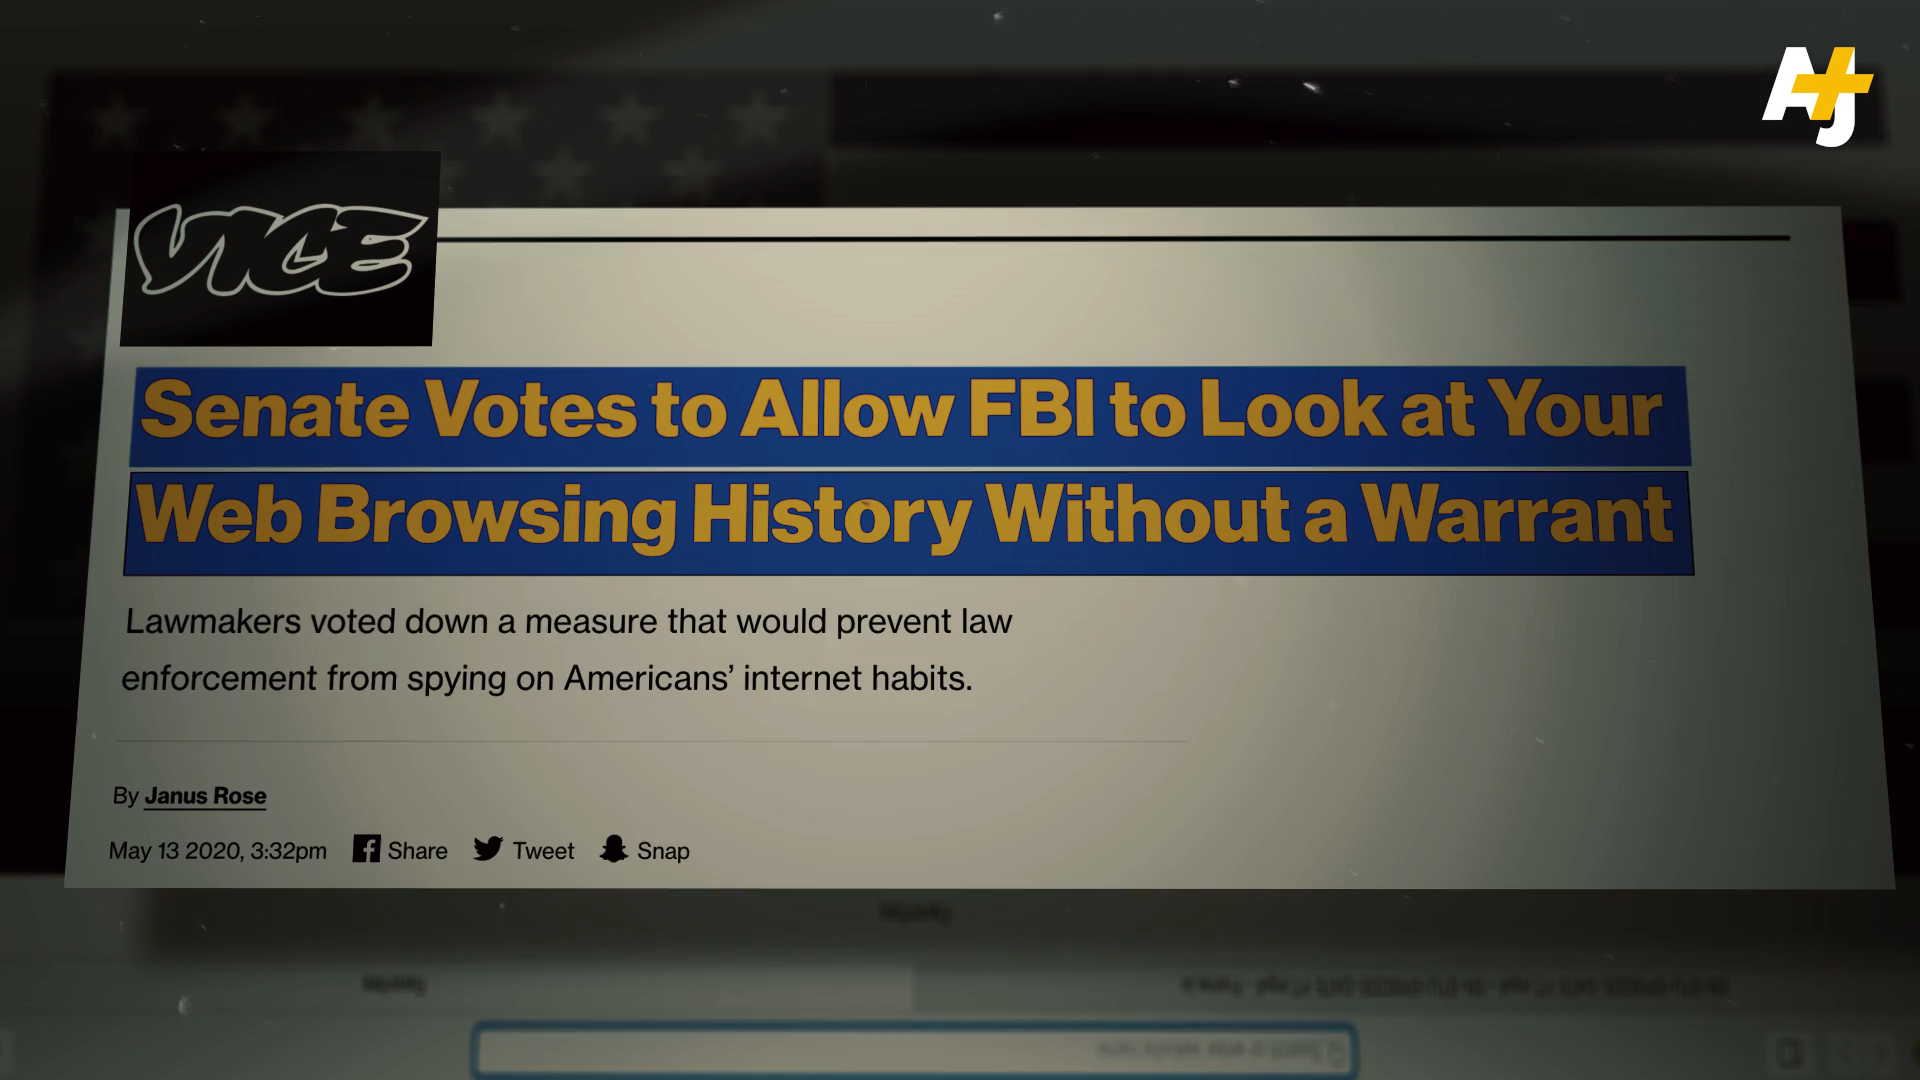 AJ+
VICE
Senate Votes to Allow FBI to Look at Your
Web Browsing History Without a Warrant
Lawmakers voted down a measure that would prevent law
enforcement from spying on Americans’ internet habits.
By Janus Rose
May 13 2020, 3:32pm Share Tweet Snap